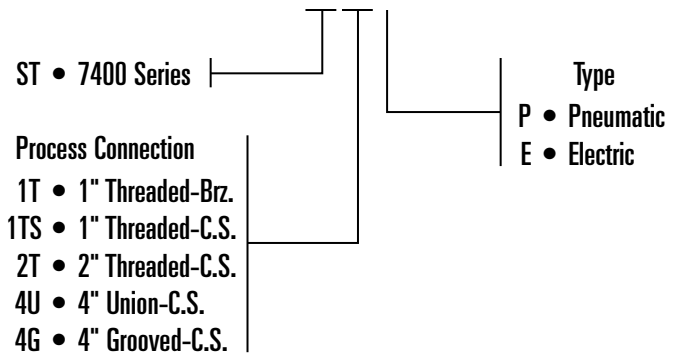 ST • 7400 Series
Process Connection
1T • 1" Threaded-Brz.
1TS • 1" Threaded-C.S.
2T • 2" Threaded-C.S.
4U • 4" Union-C.S.
4G • 4" Grooved-C.S.
Type
P • Pneumatic
E • Electric